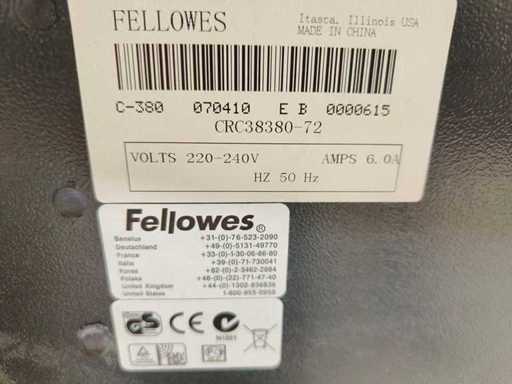 FELLOWES
Itasca, Illinois USA
MADE IN CHINA
C-380 070410 E B 0000615
CRC38380-72
VOLTS 220-240V AMPS 6.0A
HZ 50 Hz
Fellowes®
Benelux +31-(0)-76-523-2090
Deutschland +49-(0)-5131-49770
France +33-(0)-1-30-06-86-80
Italia +39-(0)-71-730041
Korea +82-(0)-2-3462-2884
Polska +48-(0)-(22)-771-47-40
United Kingdom +44-(0)-1302-836836
United States 1-800-955-0959
GS
CE
N1001